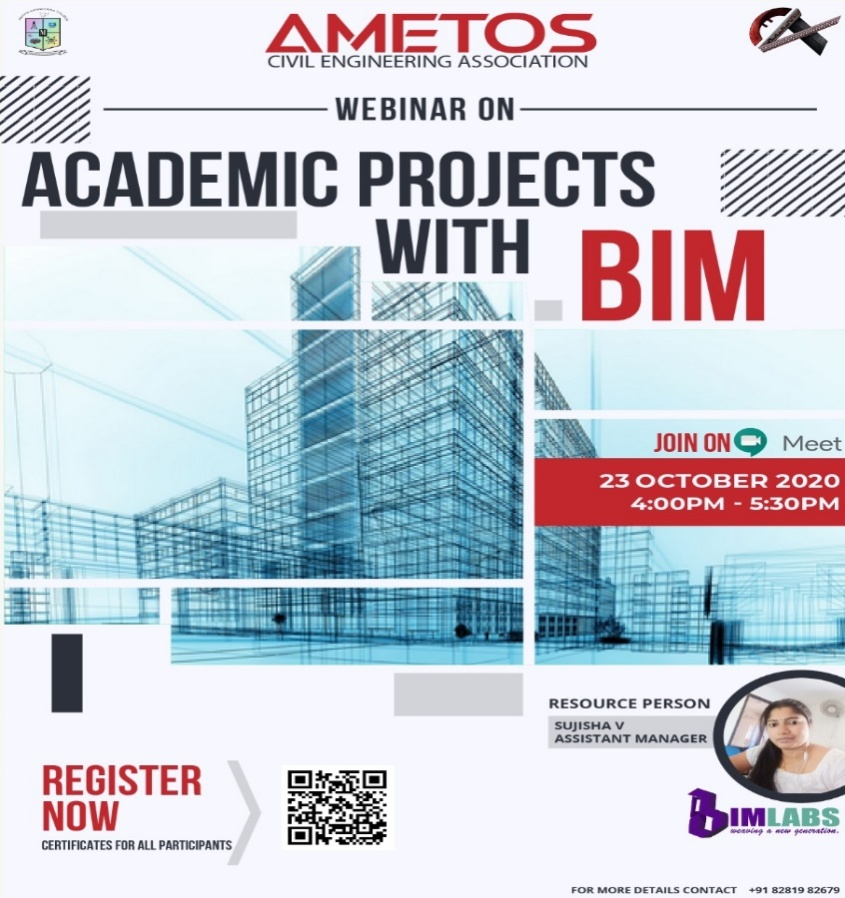 AMETOS
CIVIL ENGINEERING ASSOCIATION
WEBINAR ON
ACADEMIC PROJECTS
WITH BIM
JOIN ON Meet
23 OCTOBER 2020
4:00PM - 5:30PM
RESOURCE PERSON
SUJISHA V
ASSISTANT MANAGER
BIMLABS
weaving a new generation.
REGISTER
NOW
CERTIFICATES FOR ALL PARTICIPANTS
FOR MORE DETAILS CONTACT +91 82819 82679